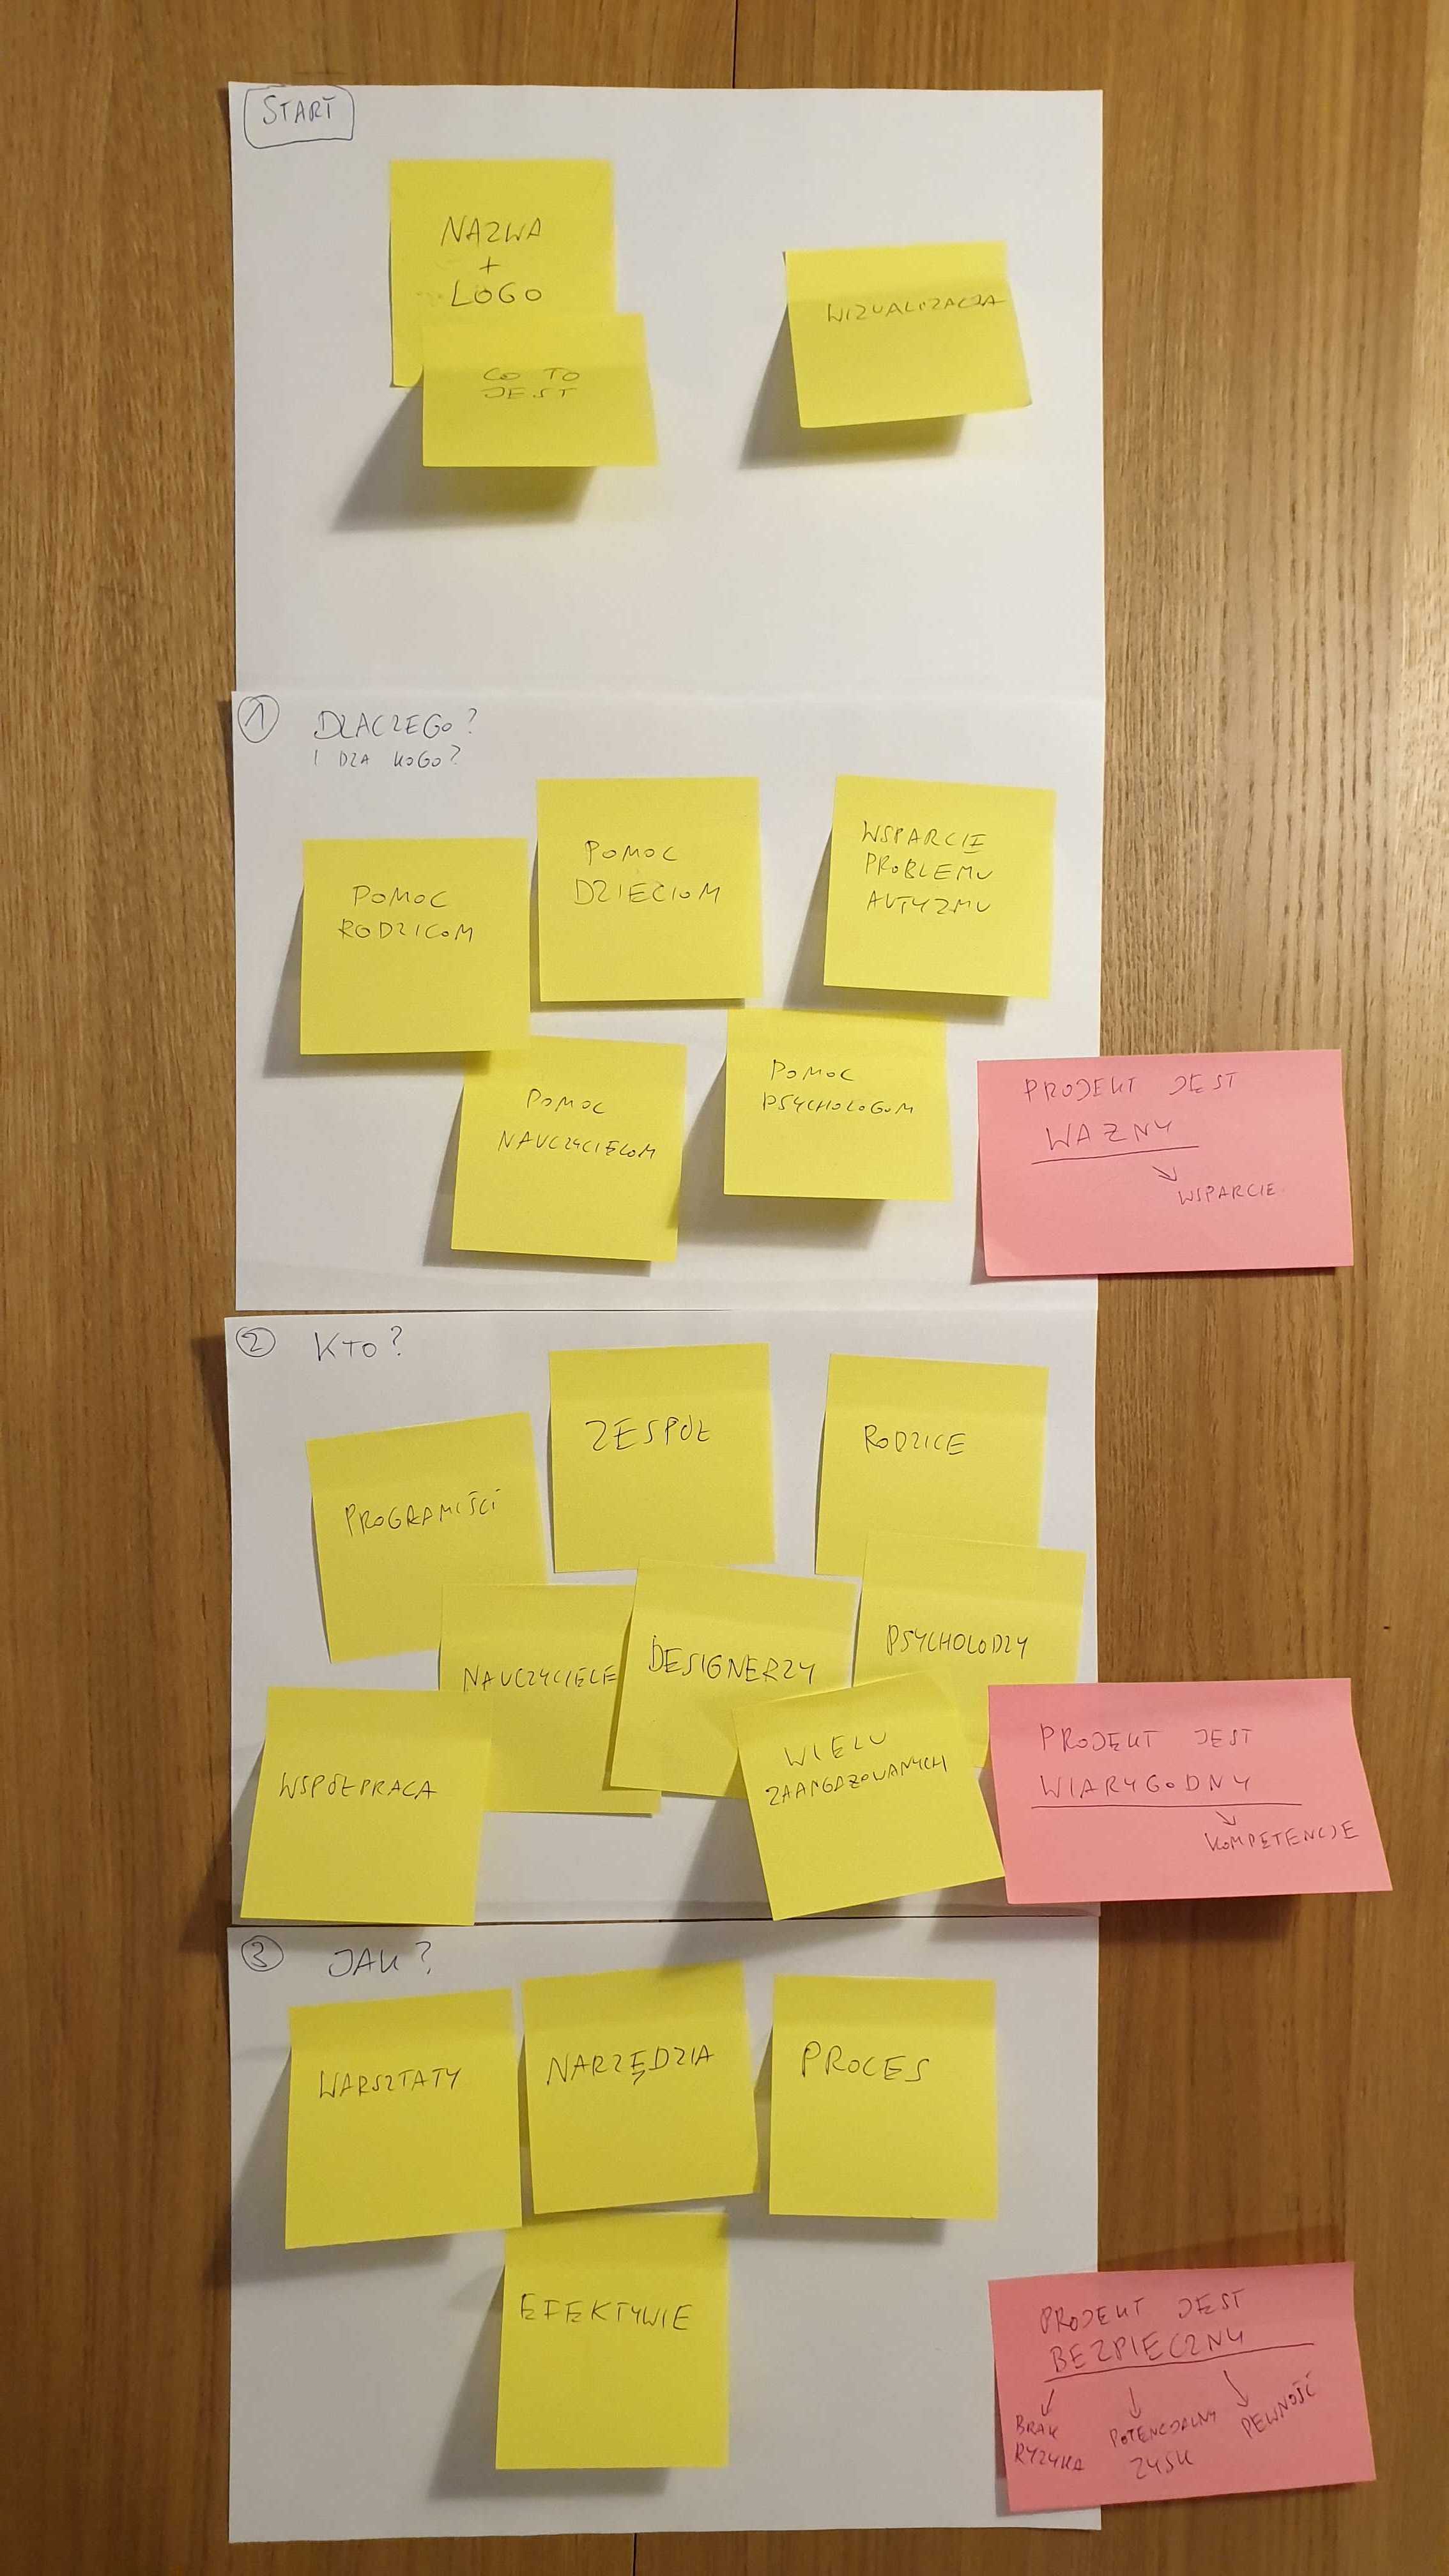 START
NAZWA
+
LOGO
CO TO
JEST
WIZUALIZACJA
1 DLACZEGO?
I DLA KOGO?
POMOC
RODZICOM
POMOC
DZIECIOM
WSPARCIE
PROBLEMU
AUTYZMU
POMOC
NAUCZYCIELOM
POMOC
PSYCHOLOGOM
PROJEKT JEST
WAŻNY
↘
WSPARCIE
2 KTO?
PROGRAMIŚCI
ZESPÓŁ
RODZICE
NAUCZYCIELE
DESIGNERZY
PSYCHOLODZY
WSPÓŁPRACA
WIELU
ZAANGAŻOWANYCH
PROJEKT JEST
WIARYGODNY
↘
KOMPETENCJE
3 JAK?
WARSZTATY
NARZĘDZIA
PROCES
EFEKTYWIE
PROJEKT JEST
BEZPIECZNY
↙ ↓ ↘
BRAK
RYZYKA
POTENCJALNY
ZYSK
PEWNOŚĆ